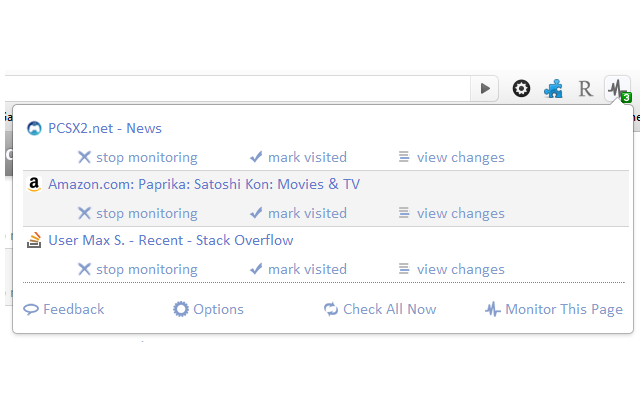 R
3
PCSX2.net - News
stop monitoring mark visited view changes
Amazon.com: Paprika: Satoshi Kon: Movies & TV
stop monitoring mark visited view changes
User Max S. - Recent - Stack Overflow
stop monitoring mark visited view changes
Feedback Options Check All Now Monitor This Page